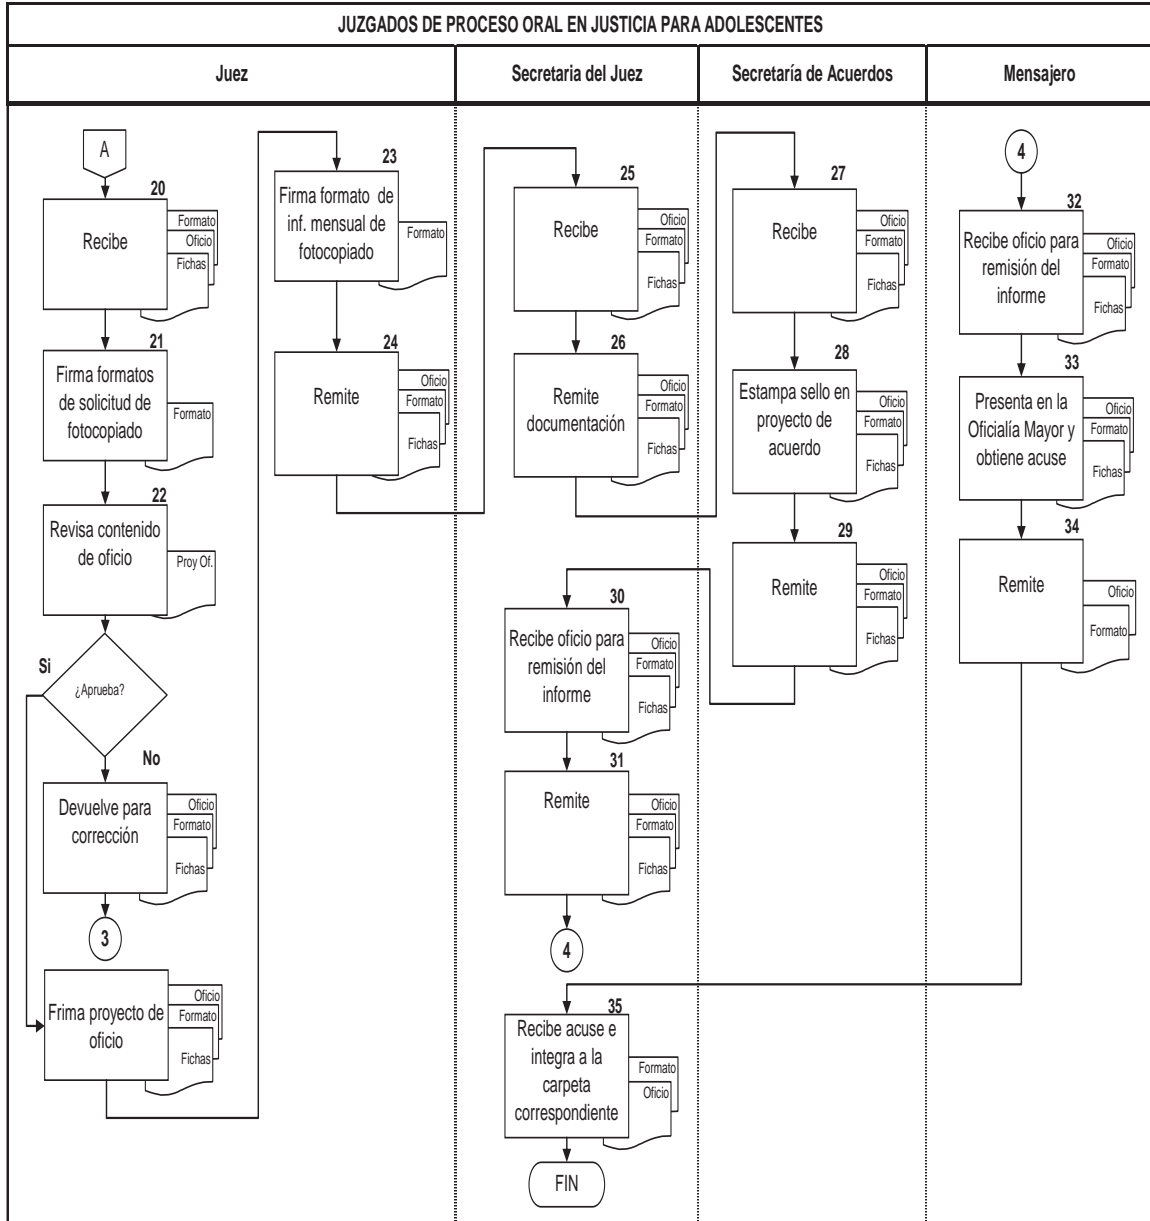 JUZGADOS DE PROCESO ORAL EN JUSTICIA PARA ADOLESCENTES
Juez
Secretaria del Juez
Secretaría de Acuerdos
Mensajero
A
20
Recibe
Formato
Oficio
Fichas
21
Firma formatos
de solicitud de
fotocopiado
Formato
22
Revisa contenido
de oficio
Proy Of.
Si
¿Aprueba?
No
Devuelve para
corrección
Oficio
Formato
Fichas
3
Frima proyecto de
oficio
Oficio
Formato
Fichas
23
Firma formato de
inf. mensual de
fotocopiado
Formato
24
Remite
Oficio
Formato
Fichas
25
Recibe
Oficio
Formato
Fichas
26
Remite
documentación
Oficio
Formato
Fichas
27
Recibe
Oficio
Formato
Fichas
28
Estampa sello en
proyecto de
acuerdo
Oficio
Formato
Fichas
29
Remite
Oficio
Formato
Fichas
30
Recibe oficio para
remisión del
informe
Oficio
Formato
Fichas
31
Remite
Oficio
Formato
Fichas
4
4
32
Recibe oficio para
remisión del
informe
Oficio
Formato
Fichas
33
Presenta en la
Oficialía Mayor y
obtiene acuse
Oficio
Formato
Fichas
34
Remite
Oficio
Formato
35
Recibe acuse e
integra a la
carpeta
correspondiente
Formato
Oficio
FIN